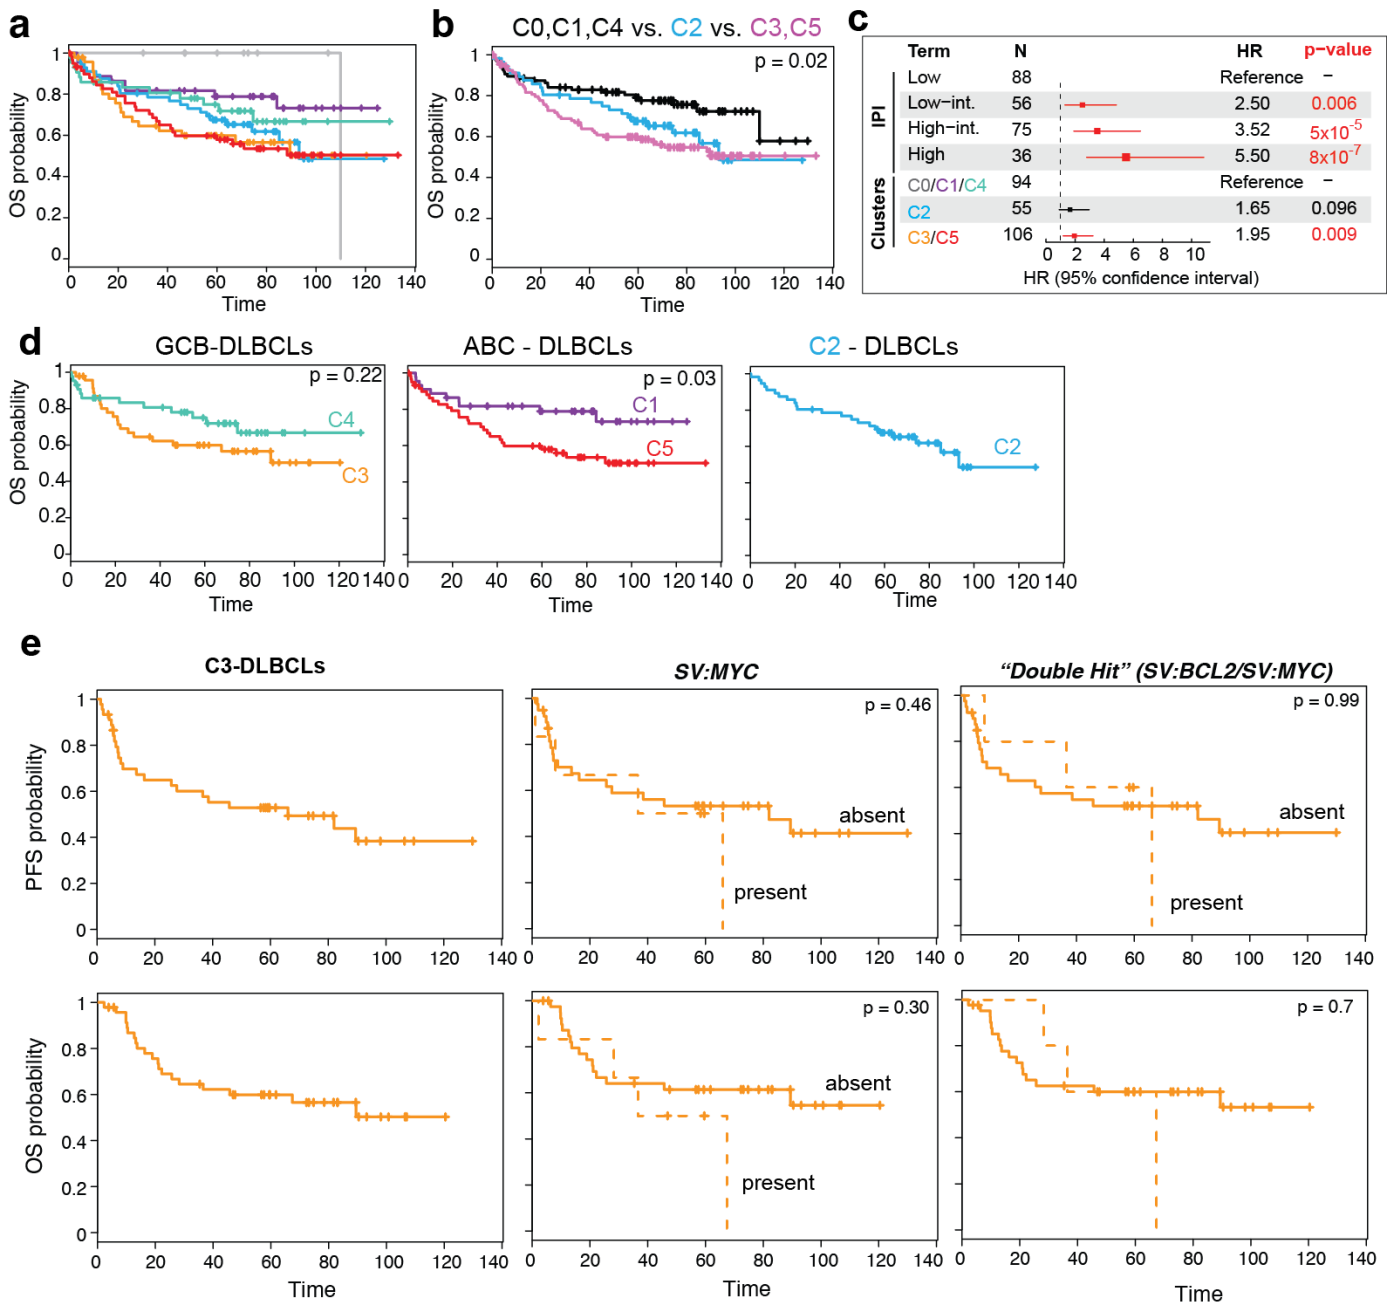 a
1
0.8
0.6
0.4
0.2
0
OS probability
0 20 40 60 80 100 120 140
Time
b
C0,C1,C4 vs. C2 vs. C3,C5
p = 0.02
1
0.8
0.6
0.4
0.2
0
OS probability
0 20 40 60 80 100 120 140
Time
c
Term N HR p−value
IPI
Low 88 Reference –
Low−int. 56 2.50 0.006
High−int. 75 3.52 5x10-5
High 36 5.50 8x10-7
Clusters
C0/C1/C4 94 Reference –
C2 55 1.65 0.096
C3/C5 106 1.95 0.009
0 2 4 6 8 10
HR (95% confidence interval)
d
GCB-DLBCLs
p = 0.22
1
0.8
0.6
0.4
0.2
0
OS probability
C4
C3
0 20 40 60 80 100 120 140
Time
ABC - DLBCLs
p = 0.03
C1
C5
0 20 40 60 80 100 120 140
Time
C2 - DLBCLs
C2
0 20 40 60 80 100 120 140
Time
e
C3-DLBCLs
1
0.8
0.6
0.4
0.2
0
PFS probability
0 20 40 60 80 100 120 140
SV:MYC
p = 0.46
absent
present
0 20 40 60 80 100 120 140
“Double Hit” (SV:BCL2/SV:MYC)
p = 0.99
absent
present
0 20 40 60 80 100 120 140
1
0.8
0.6
0.4
0.2
0
OS probability
0 20 40 60 80 100 120 140
Time
p = 0.30
absent
present
0 20 40 60 80 100 120 140
Time
p = 0.7
0 20 40 60 80 100 120 140
Time